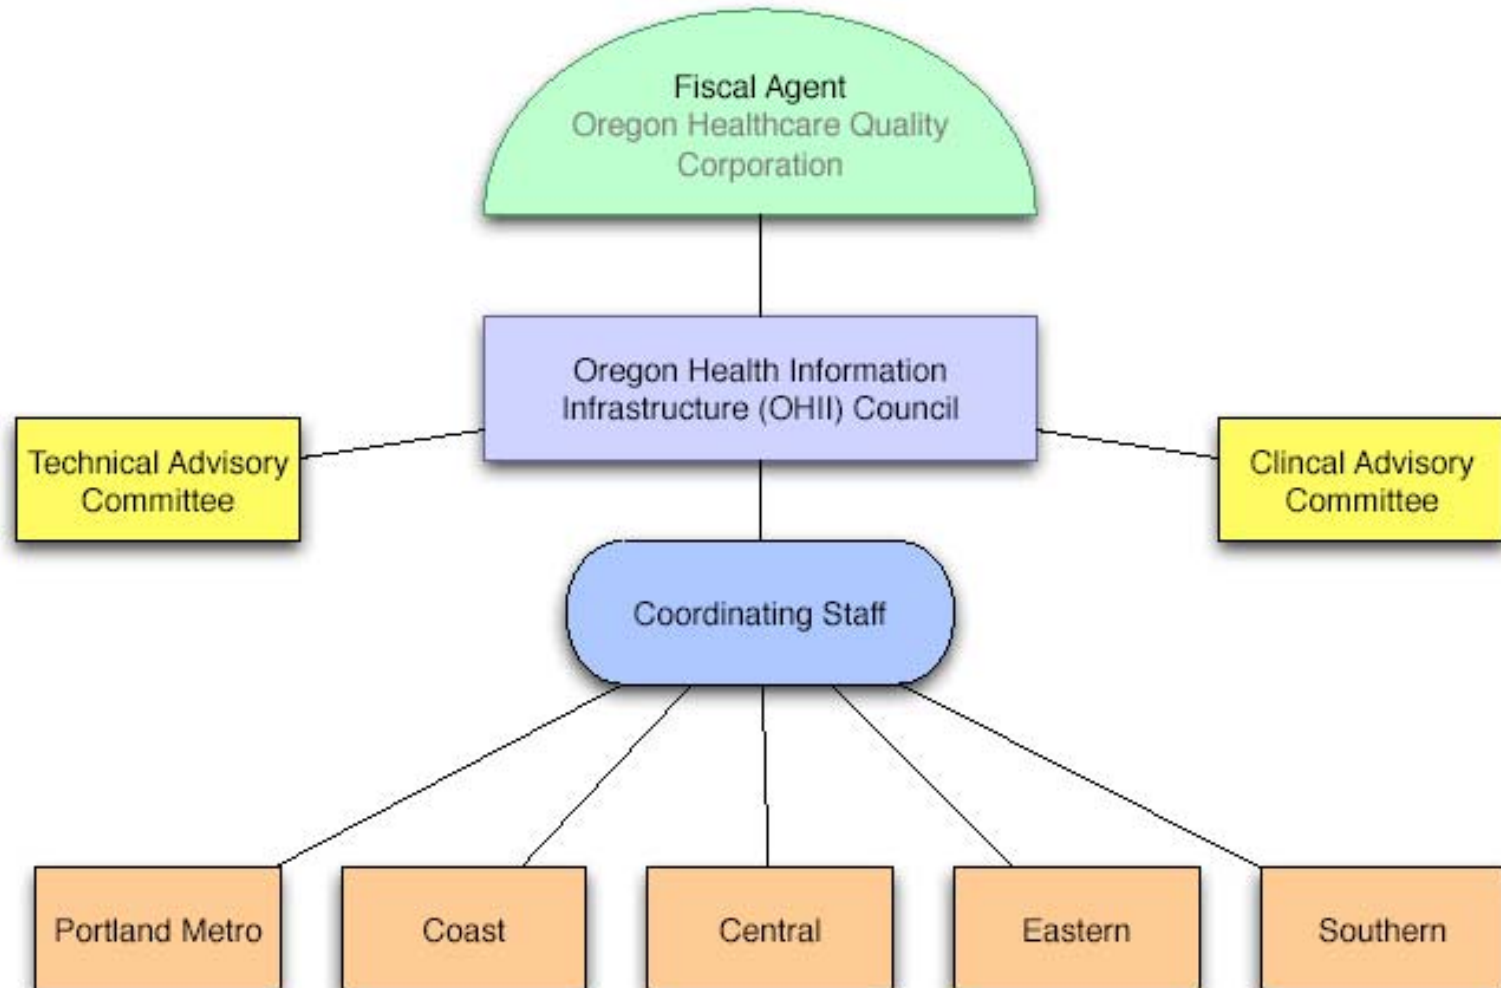 Fiscal Agent
Oregon Healthcare Quality
Corporation
Oregon Health Information
Infrastructure (OHII) Council
Technical Advisory
Committee
Clincal Advisory
Committee
Coordinating Staff
Portland Metro
Coast
Central
Eastern
Southern